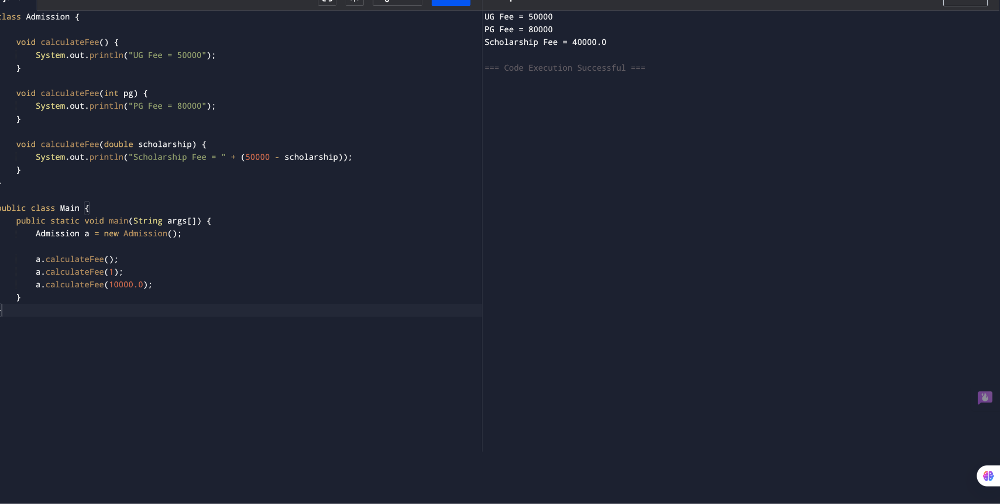 class Admission {
void calculateFee() {
System.out.println("UG Fee = 50000");
}
void calculateFee(int pg) {
System.out.println("PG Fee = 80000");
}
void calculateFee(double scholarship) {
System.out.println("Scholarship Fee = " + (50000 - scholarship));
}
public class Main {
public static void main(String args[]) {
Admission a = new Admission();
a.calculateFee();
a.calculateFee(1);
a.calculateFee(10000.0);
}
UG Fee = 50000
PG Fee = 80000
Scholarship Fee = 40000.0
=== Code Execution Successful ===